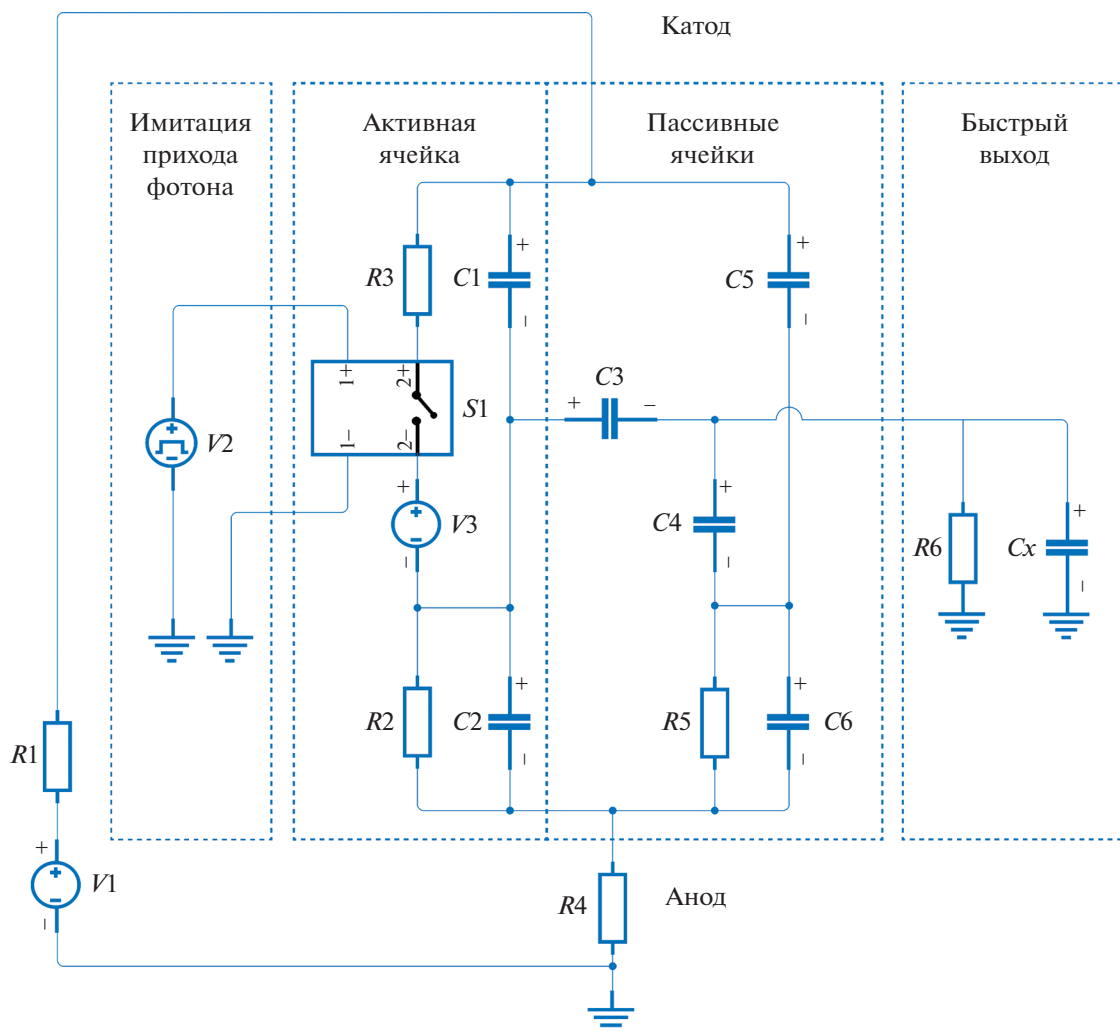 Катод
Имитация
прихода
фотона
Активная
ячейка
Пассивные
ячейки
Быстрый
выход
R3
+
C1
−
+
C5
−
1+
2+
S1
1−
2−
+
C3
−
V2
+
V3
−
+
C4
−
R6
+
Cx
−
R1
R2
+
C2
−
R5
+
C6
−
+
V1
−
R4
Анод